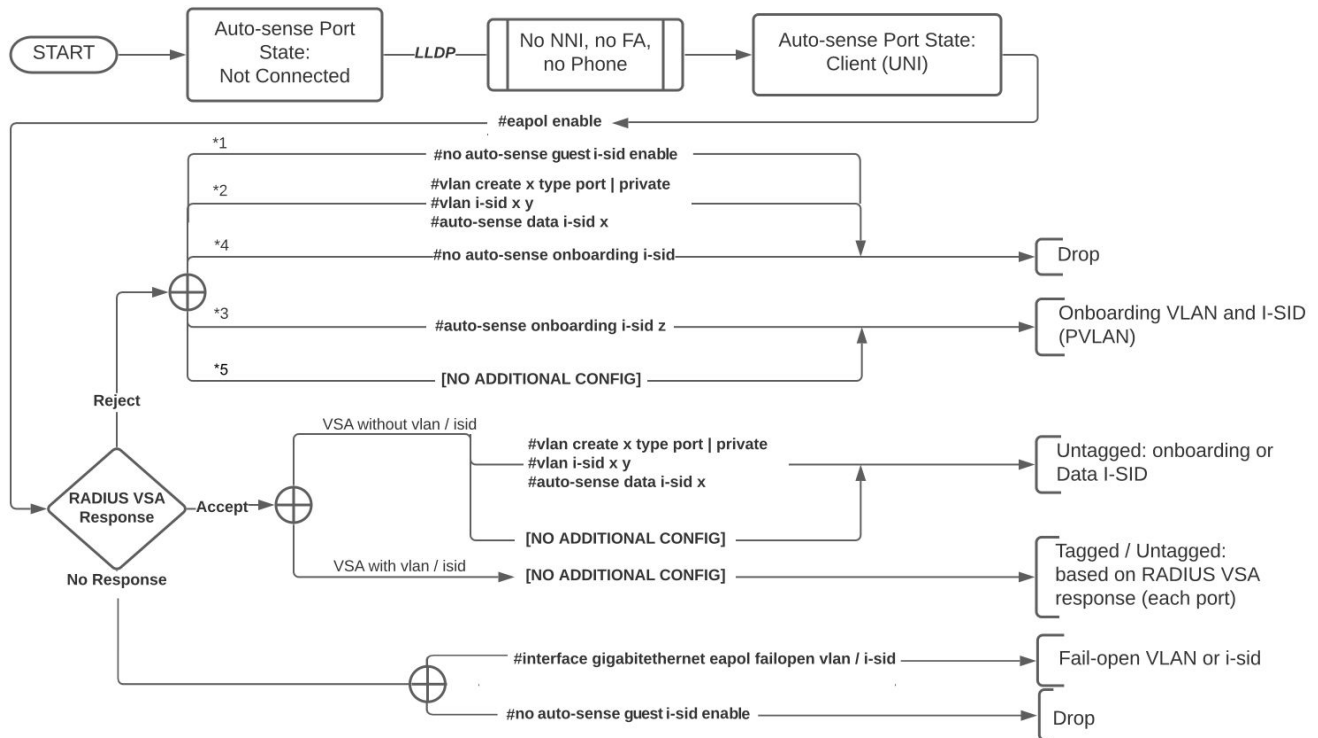 START
Auto-sense Port
State:
Not Connected
LLDP
No NNI, no FA,
no Phone
Auto-sense Port State:
Client (UNI)
#eapol enable
*1
#no auto-sense guest i-sid enable
*2
#vlan create x type port | private
#vlan i-sid x y
#auto-sense data i-sid x
*4
#no auto-sense onboarding i-sid
Drop
*3
#auto-sense onboarding i-sid z
Onboarding VLAN and I-SID
(PVLAN)
*5
[NO ADDITIONAL CONFIG]
Reject
RADIUS VSA
Response
Accept
VSA without vlan / isid
#vlan create x type port | private
#vlan i-sid x y
#auto-sense data i-sid x
Untagged: onboarding or
Data I-SID
[NO ADDITIONAL CONFIG]
VSA with vlan / isid
[NO ADDITIONAL CONFIG]
Tagged / Untagged:
based on RADIUS VSA
response (each port)
No Response
#interface gigabitethernet eapol failopen vlan / i-sid
Fail-open VLAN or i-sid
#no auto-sense guest i-sid enable
Drop